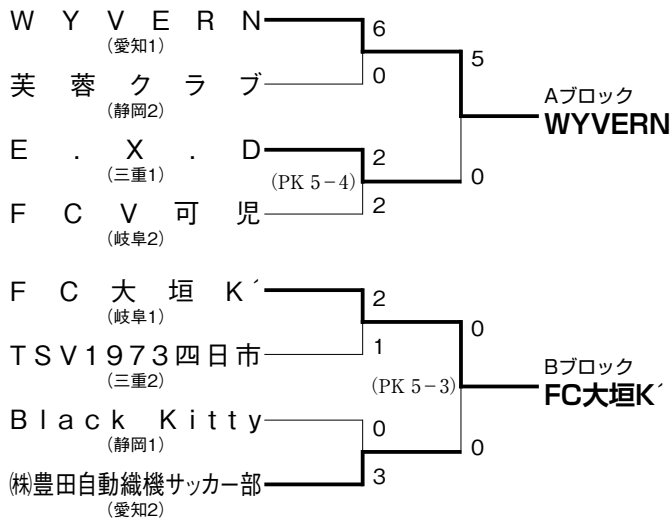 WYVERN
(愛知1)
6
5
芙蓉クラブ
(静岡2)
0
Aブロック
WYVERN
E.X.D
(三重1)
2
(PK 5-4)
0
FCV可児
(岐阜2)
2
FC大垣K´
(岐阜1)
2
0
TSV1973四日市
(三重2)
1
(PK 5-3)
Bブロック
FC大垣K´
Black Kitty
(静岡1)
0
0
㈱豊田自動織機サッカー部
(愛知2)
3